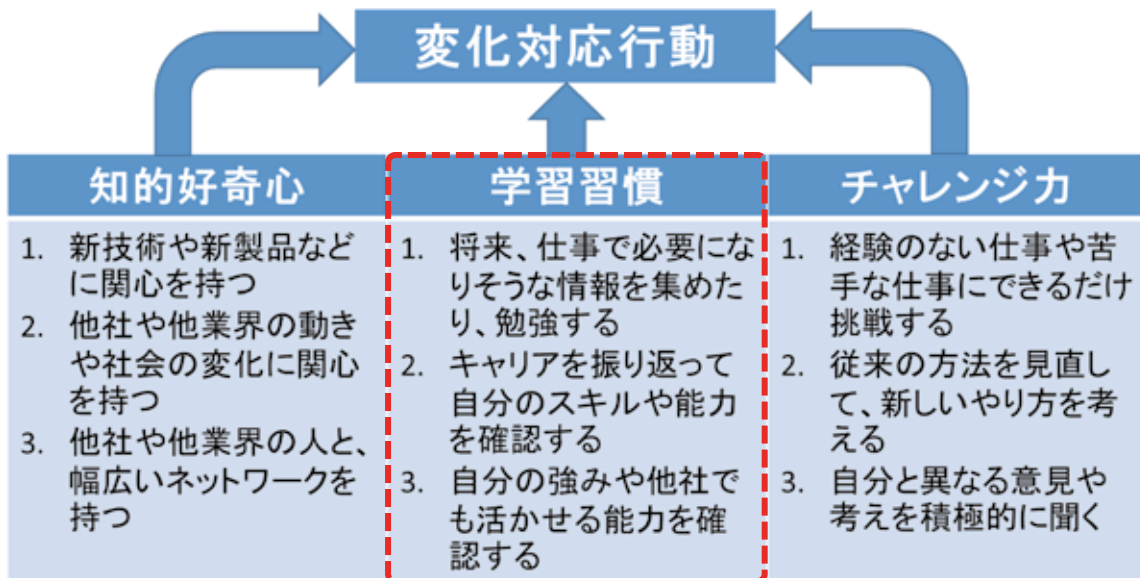 変化対応行動
知的好奇心
1. 新技術や新製品など
に関心を持つ
2. 他社や他業界の動き
や社会の変化に関心
を持つ
3. 他社や他業界の人と、
幅広いネットワークを
持つ
学習習慣
1. 将来、仕事で必要にな
りそうな情報を集めた
り、勉強する
2. キャリアを振り返って
自分のスキルや能力
を確認する
3. 自分の強みや他社で
も活かせる能力を確
認する
チャレンジ力
1. 経験のない仕事や苦
手な仕事にできるだけ
挑戦する
2. 従来の方法を見直し
て、新しいやり方を考
える
3. 自分と異なる意見や
考えを積極的に聞く